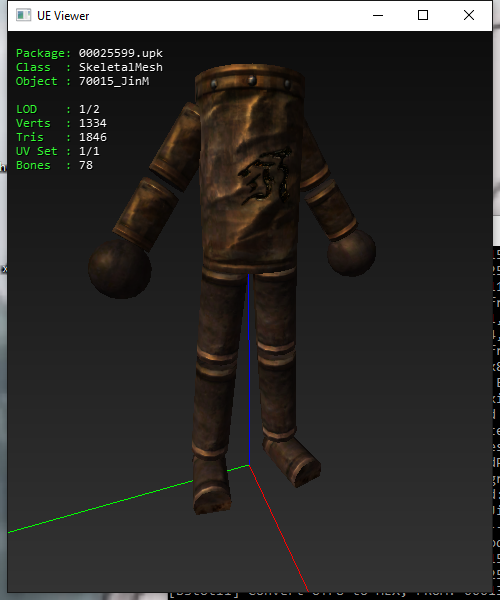 UE Viewer
Package: 00025599.upk
Class : SkeletalMesh
Object : 70015_JinM
LOD : 1/2
Verts : 1334
Tris : 1846
UV Set : 1/1
Bones : 78